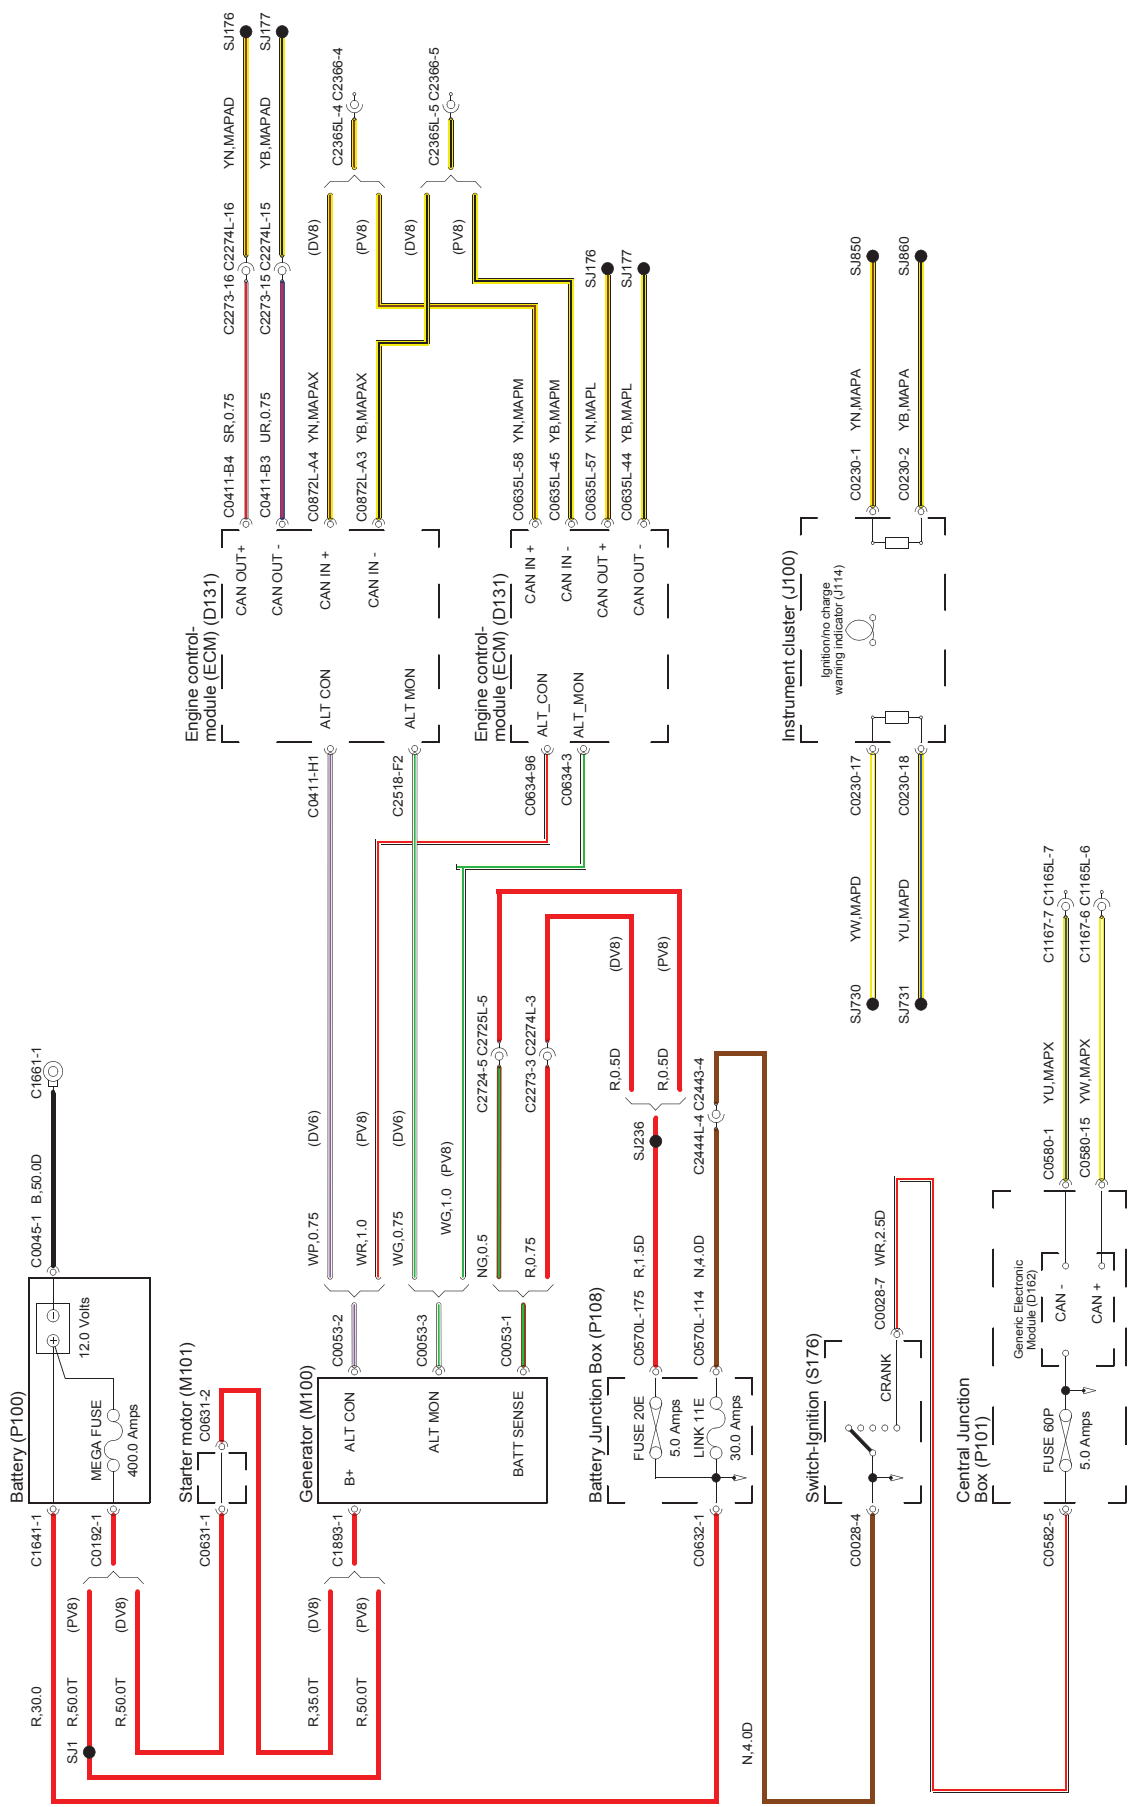 Battery (P100)
C0045-1 B,50.0D C1661-1
12.0 Volts
MEGA FUSE
400.0 Amps
C1641-1
C0192-1
R,30.0
SJ1 R,50.0T (PV8)
R,50.0T (DV8)
Starter motor (M101)
C0631-1
C0631-2
Generator (M100)
B+
ALT CON
ALT MON
BATT SENSE
C1893-1
R,35.0T (DV8)
R,50.0T (PV8)
C0053-2
C0053-3
C0053-1
WP,0.75 (DV6)
WR,1.0 (PV8)
WG,0.75 (DV6)
WG,1.0 (PV8)
NG,0.5 C2724-5 C2725L-5
R,0.75 C2273-3 C2274L-3
Engine control-
module (ECM) (D131)
ALT CON
ALT MON
C0411-H1
C2518-F2
CAN OUT+
CAN OUT -
CAN IN +
CAN IN -
C0411-B4 SR,0.75 C2273-16 C2274L-16 YN,MAPAD SJ176
C0411-B3 UR,0.75 C2273-15 C2274L-15 YB,MAPAD SJ177
C0872L-A4 YN,MAPAX (DV8)
(PV8)
C0872L-A3 YB,MAPAX (DV8)
(PV8)
C2365L-4 C2366-4
C2365L-5 C2366-5
Engine control-
module (ECM) (D131)
ALT_CON
ALT_MON
C0634-96
C0634-3
CAN IN +
CAN IN -
CAN OUT +
CAN OUT -
C0635L-58 YN,MAPM
C0635L-45 YB,MAPM
C0635L-57 YN,MAPL SJ176
C0635L-44 YB,MAPL SJ177
Battery Junction Box (P108)
FUSE 20E
5.0 Amps
LINK 11E
30.0 Amps
C0632-1
C0570L-175 R,1.5D SJ236
R,0.5D (DV8)
R,0.5D (PV8)
C0570L-114 N,4.0D C2444L-4 C2443-4
N,4.0D
Instrument cluster (J100)
Ignition/no charge
warning indicator (J114)
C0230-1 YN,MAPA SJ850
C0230-2 YB,MAPA SJ860
SJ730 YW,MAPD C0230-17
SJ731 YU,MAPD C0230-18
Switch-Ignition (S176)
CRANK
C0028-4
C0028-7 WR,2.5D
Central Junction
Box (P101)
FUSE 60P
5.0 Amps
C0582-5
Generic Electronic
Module (D162)
CAN -
CAN +
C0580-1 YU,MAPX C1167-7 C1165L-7
C0580-15 YW,MAPX C1167-6 C1165L-6